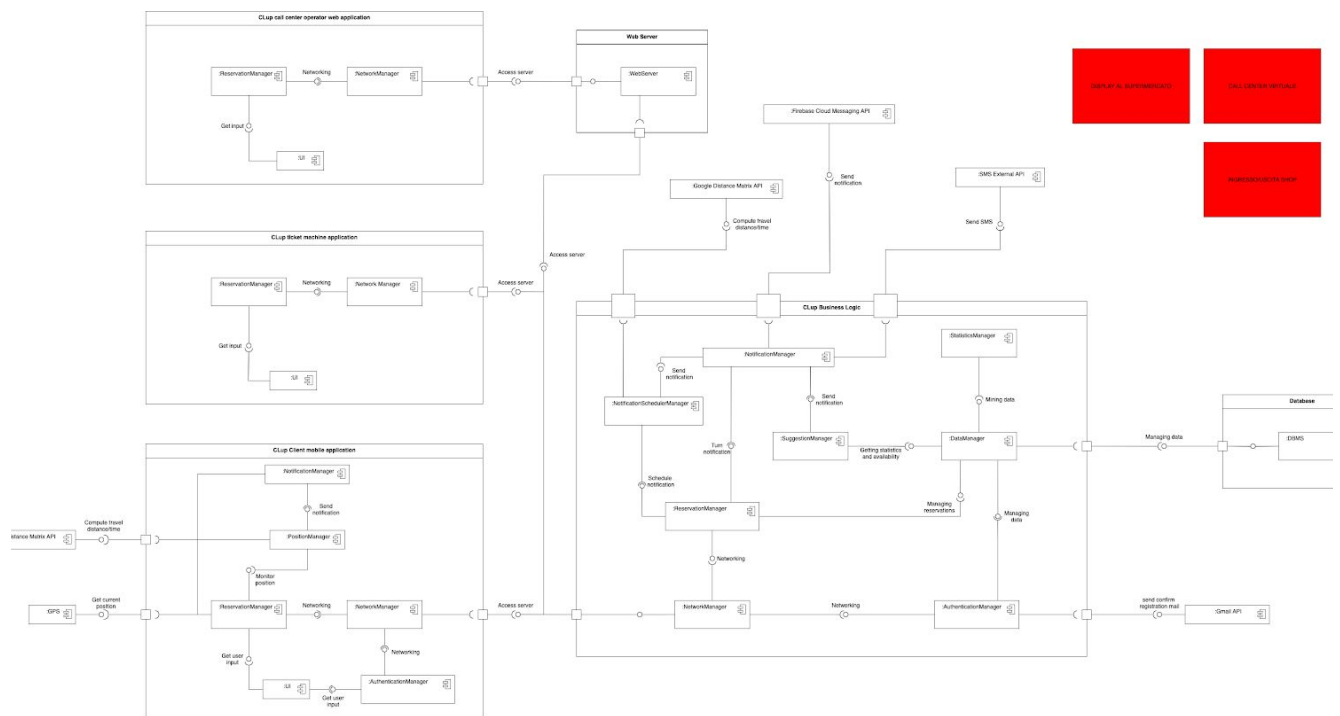 CLup call center operator web application
:ReservationManager
Networking
:NetworkManager
Get input
:UI
Access server
Web Server
:WebServer
DISPLAY AL SUPERMERCATO
CALL CENTER VIRTUALE
:Firebase Cloud Messaging API
Send
notification
:Google Distance Matrix API
Compute travel
distance/time
:SMS External API
Send SMS
Access server
CLup ticket machine application
:ReservationManager
Networking
:Network Manager
Get input
:UI
Access server
CLup Business Logic
:NotificationManager
:StatisticsManager
Send
notification
:NotificationSchedulerManager
Send
notification
Mining data
:SuggestionManager
Getting statistics
and availability
:DataManager
Turn
notification
Schedule
notification
Managing
reservations
Managing
data
:ReservationManager
Networking
:NetworkManager
Networking
:AuthenticationManager
Managing data
Database
:DBMS
send confirm
registration mail
:Gmail API
CLup Client mobile application
:NotificationManager
Send
notification
:PositionManager
Monitor
position
:ReservationManager
Networking
:NetworkManager
Get user
input
:UI
Get user
input
Networking
:AuthenticationManager
Access server
Compute travel
distance/time
istance Matrix API
Get current
position
:GPS